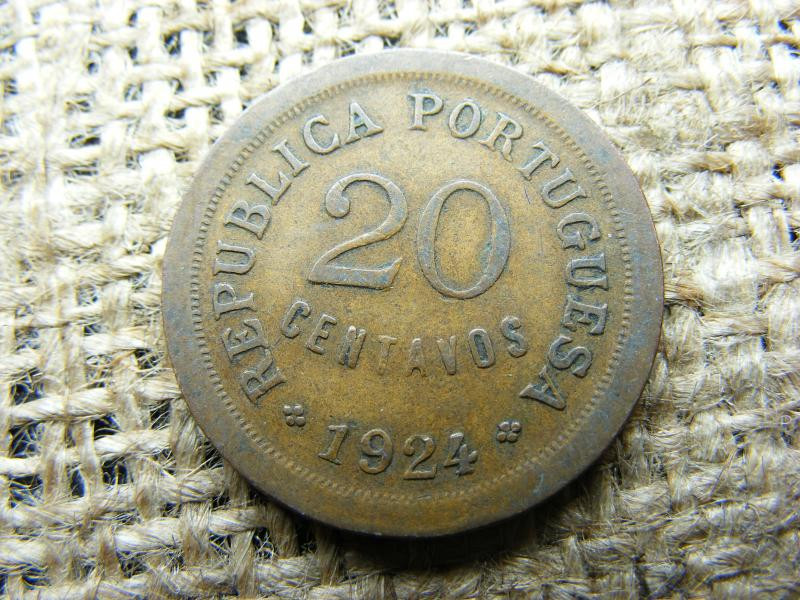 REPUBLICA PORTUGUESA
20
CENTAVOS
1924